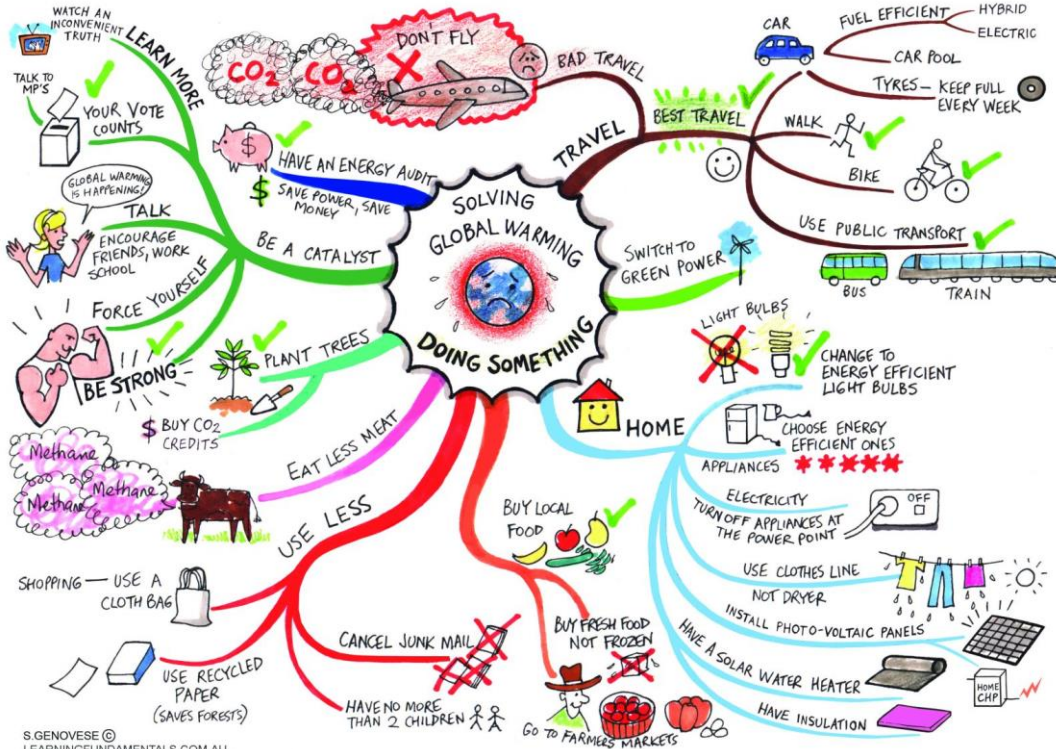 SOLVING
GLOBAL WARMING
DOING SOMETHING
TRAVEL
BAD TRAVEL
DON'T FLY
CO2
CO2
BEST TRAVEL
CAR
FUEL EFFICIENT
HYBRID
ELECTRIC
CAR POOL
TYRES — KEEP FULL
EVERY WEEK
WALK
BIKE
USE PUBLIC TRANSPORT
BUS
TRAIN
SWITCH TO
GREEN POWER
HOME
LIGHT BULBS
CHANGE TO
ENERGY EFFICIENT
LIGHT BULBS
APPLIANCES
CHOOSE ENERGY
EFFICIENT ONES
ELECTRICITY
TURN OFF APPLIANCES AT
THE POWER POINT
OFF
USE CLOTHES LINE
NOT DRYER
INSTALL PHOTO-VOLTAIC PANELS
HOME
CHP
HAVE A SOLAR WATER HEATER
HAVE INSULATION
BUY LOCAL
FOOD
BUY FRESH FOOD
NOT FROZEN
GO TO FARMERS MARKETS
USE LESS
CANCEL JUNK MAIL
HAVE NO MORE
THAN 2 CHILDREN
USE RECYCLED
PAPER
(SAVES FORESTS)
SHOPPING — USE A
CLOTH BAG
EAT LESS MEAT
Methane
Methane
Methane
PLANT TREES
$ BUY CO2
CREDITS
BE A CATALYST
LEARN MORE
WATCH AN
INCONVENIENT
TRUTH
TALK TO
MP'S
YOUR VOTE
COUNTS
TALK
GLOBAL WARMING
IS HAPPENING!
ENCOURAGE
FRIENDS, WORK
SCHOOL
FORCE YOURSELF
BE STRONG
HAVE AN ENERGY AUDIT
$
$ SAVE POWER, SAVE
MONEY
S.GENOVESE ©
LEARNINGFUNDAMENTALS.COM.AU